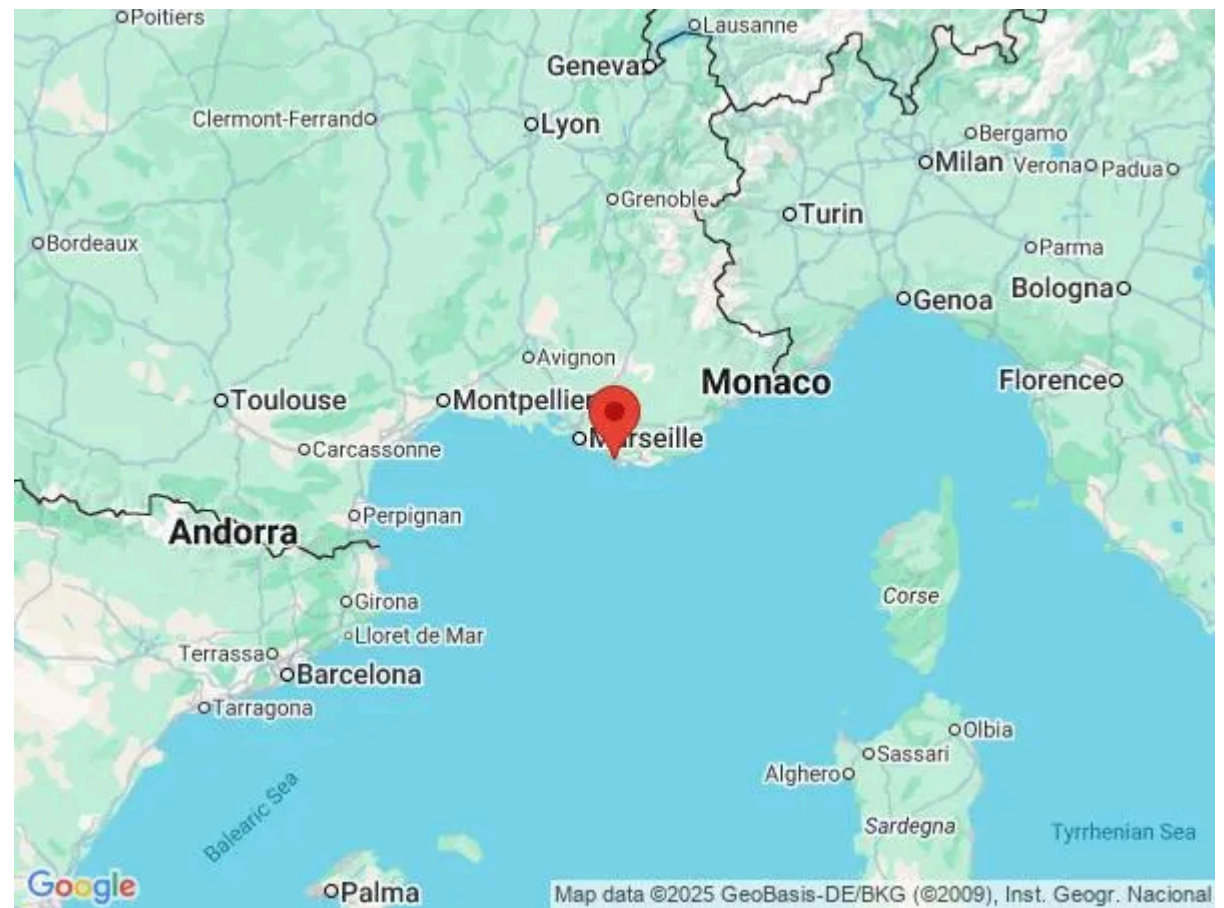 Poitiers
Lausanne
Geneva
Clermont-Ferrand
Lyon
Bergamo
Milan
Verona
Padua
Grenoble
Turin
Bordeaux
Parma
Bologna
Genoa
Avignon
Monaco
Florence
Toulouse
Montpellier
Marseille
Carcassonne
Perpignan
Andorra
Corse
Girona
Lloret de Mar
Terrassa
Barcelona
Tarragona
Olbia
Sassari
Alghero
Balearic Sea
Sardegna
Tyrrhenian Sea
Google
Palma
Map data ©2025 GeoBasis-DE/BKG (©2009), Inst. Geogr. Nacional